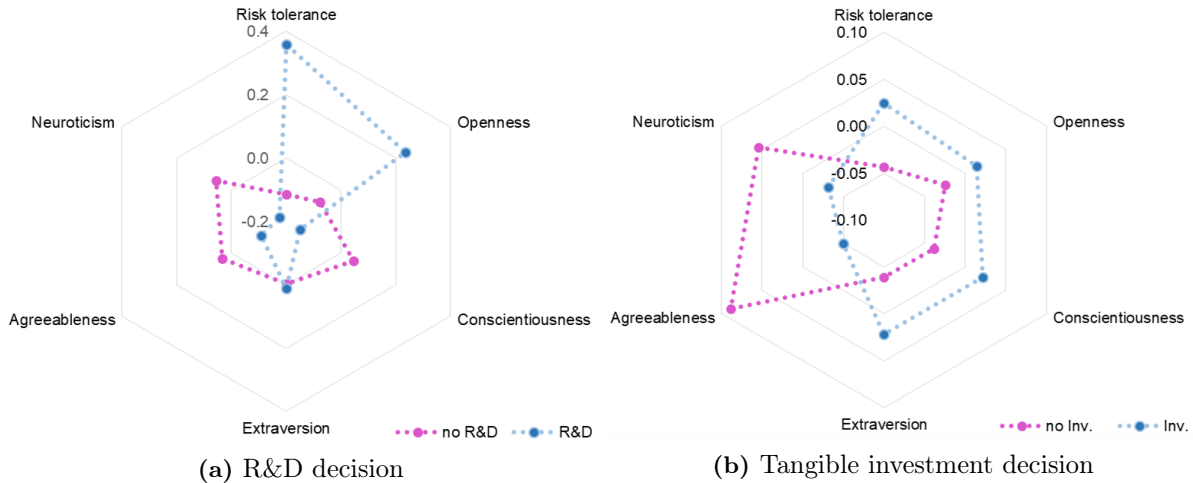 Risk tolerance
0.4
0.2
0.0
-0.2
Neuroticism
Openness
Agreeableness
Conscientiousness
Extraversion
no R&D
R&D
(a) R&D decision
Risk tolerance
0.10
0.05
0.00
-0.05
-0.10
Neuroticism
Openness
Agreeableness
Conscientiousness
Extraversion
no Inv.
Inv.
(b) Tangible investment decision